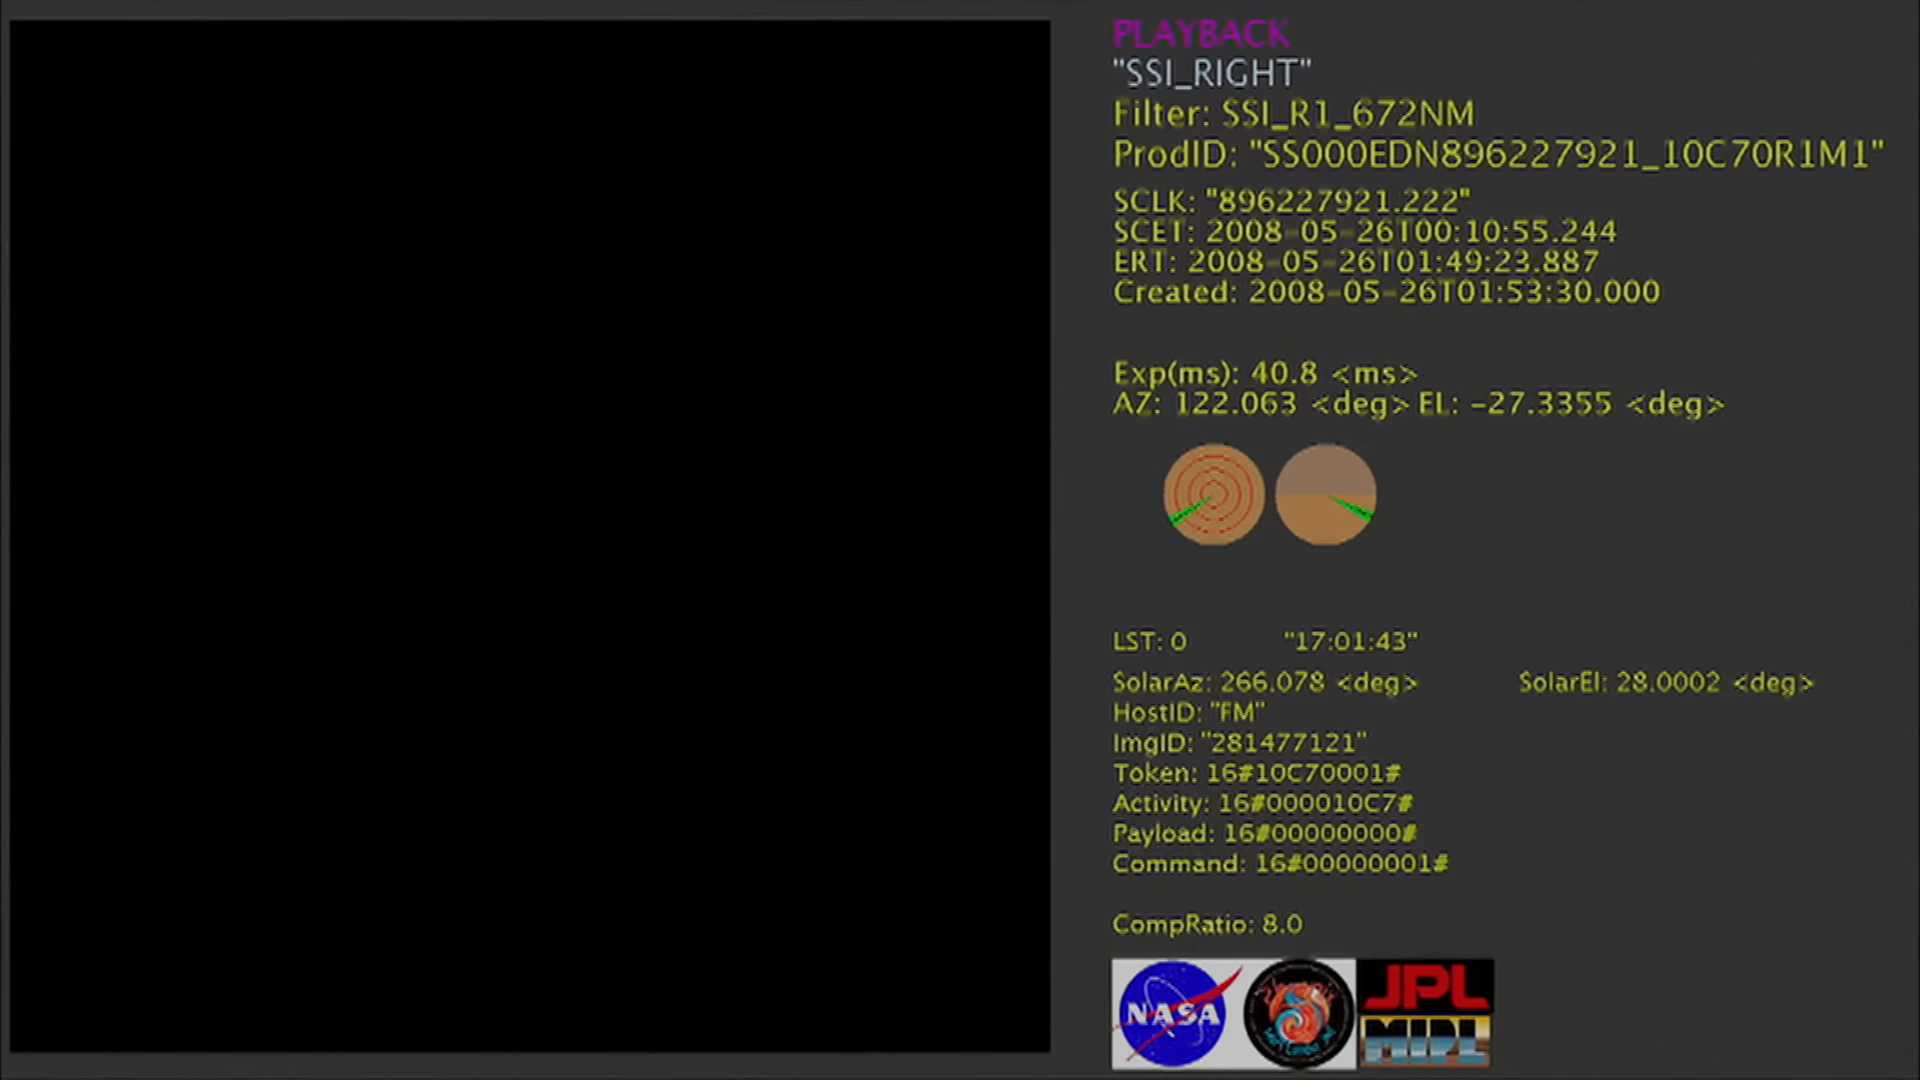 PLAYBACK
"SSI_RIGHT"
Filter: SSI_R1_672NM
ProdID: "SS000EDN896227921_10C70R1M1"
SCLK: "896227921.222"
SCET: 2008-05-26T00:10:55.244
ERT: 2008-05-26T01:49:23.887
Created: 2008-05-26T01:53:30.000
Exp(ms): 40.8 <ms>
AZ: 122.063 <deg> EL: -27.3355 <deg>
LST: 0 "17:01:43"
SolarAz: 266.078 <deg> SolarEl: 28.0002 <deg>
HostID: "FM"
ImgID: "281477121"
Token: 16#10C70001#
Activity: 16#000010C7#
Payload: 16#00000000#
Command: 16#00000001#
CompRatio: 8.0
NASA
JPL
MIPL